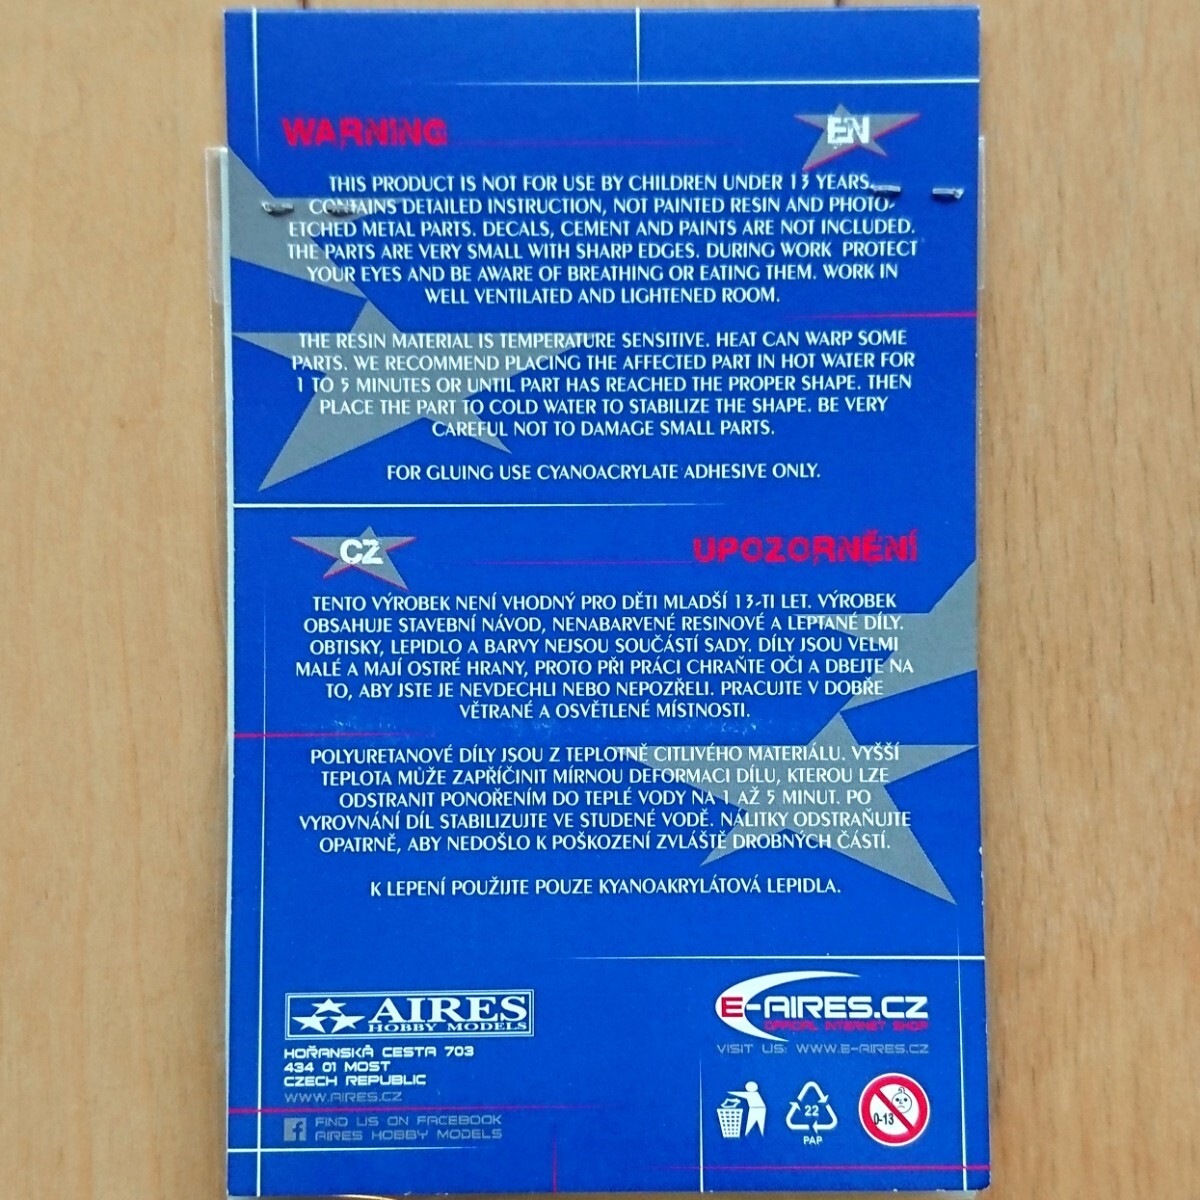 WARNING
EN
THIS PRODUCT IS NOT FOR USE BY CHILDREN UNDER 13 YEARS.
CONTAINS DETAILED INSTRUCTION, NOT PAINTED RESIN AND PHOTO-
ETCHED METAL PARTS. DECALS, CEMENT AND PAINTS ARE NOT INCLUDED.
THE PARTS ARE VERY SMALL WITH SHARP EDGES. DURING WORK PROTECT
YOUR EYES AND BE AWARE OF BREATHING OR EATING THEM. WORK IN
WELL VENTILATED AND LIGHTENED ROOM.
THE RESIN MATERIAL IS TEMPERATURE SENSITIVE. HEAT CAN WARP SOME
PARTS. WE RECOMMEND PLACING THE AFFECTED PART IN HOT WATER FOR
1 TO 5 MINUTES OR UNTIL PART HAS REACHED THE PROPER SHAPE. THEN
PLACE THE PART TO COLD WATER TO STABILIZE THE SHAPE. BE VERY
CAREFUL NOT TO DAMAGE SMALL PARTS.
FOR GLUING USE CYANOACRYLATE ADHESIVE ONLY.
CZ
UPOZORNĚNÍ
TENTO VÝROBEK NENÍ VHODNÝ PRO DĚTI MLADŠÍ 13-TI LET. VÝROBEK
OBSAHUJE STAVEBNÍ NÁVOD, NENABARVENÉ RESINOVÉ A LEPTANÉ DÍLY.
OBTISKY, LEPIDLO A BARVY NEJSOU SOUČÁSTÍ SADY. DÍLY JSOU VELMI
MALÉ A MAJÍ OSTRÉ HRANY, PROTO PŘI PRÁCI CHRAŇTE OČI A DBEJTE NA
TO, ABY JSTE JE NEVDECHLI NEBO NEPOZŘELI. PRACUJTE V DOBŘE
VĚTRANÉ A OSVĚTLENÉ MÍSTNOSTI.
POLYURETANOVÉ DÍLY JSOU Z TEPLOTNĚ CITLIVÉHO MATERIÁLU. VYŠŠÍ
TEPLOTA MŮŽE ZAPŘÍČINIT MÍRNOU DEFORMACI DÍLU, KTEROU LZE
ODSTRANIT PONOŘENÍM DO TEPLÉ VODY NA 1 AŽ 5 MINUT. PO
VYROVNÁNÍ DÍL STABILIZUJTE VE STUDENÉ VODĚ. NÁLITKY ODSTRAŇUJTE
OPATRNĚ, ABY NEDOŠLO K POŠKOZENÍ ZVLÁŠTĚ DROBNÝCH ČÁSTÍ.
K LEPENÍ POUŽIJTE POUZE KYANOAKRYLÁTOVÁ LEPIDLA.
AIRES
HOBBY MODELS
HOŘANSKÁ CESTA 703
434 01 MOST
CZECH REPUBLIC
WWW.AIRES.CZ
f FIND US ON FACEBOOK
AIRES HOBBY MODELS
E-AIRES.CZ
OFFICIAL INTERNET SHOP
VISIT US: WWW.E-AIRES.CZ
22
PAP
0-13